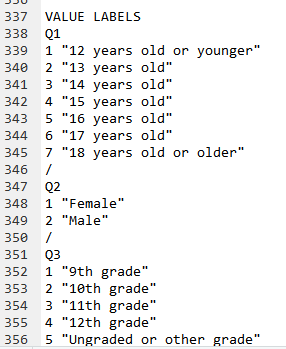 337 VALUE LABELS
338 Q1
339 1 "12 years old or younger"
340 2 "13 years old"
341 3 "14 years old"
342 4 "15 years old"
343 5 "16 years old"
344 6 "17 years old"
345 7 "18 years old or older"
346 /
347 Q2
348 1 "Female"
349 2 "Male"
350 /
351 Q3
352 1 "9th grade"
353 2 "10th grade"
354 3 "11th grade"
355 4 "12th grade"
356 5 "Ungraded or other grade"